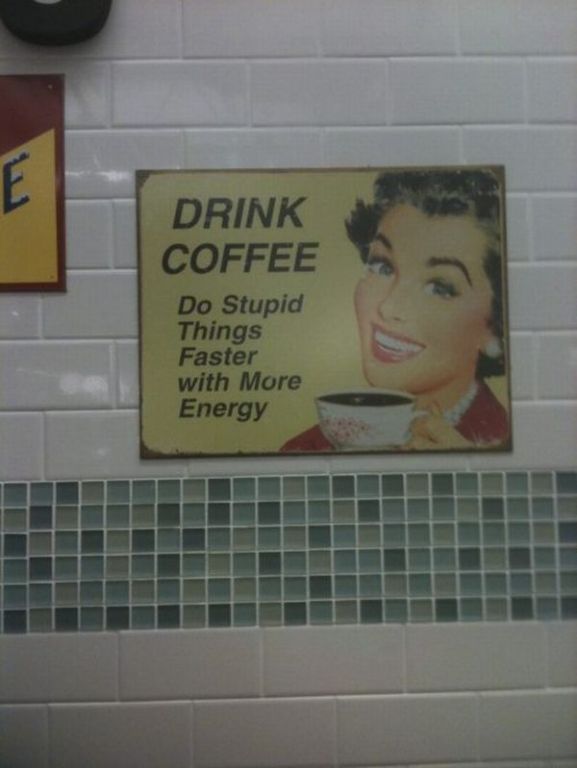 E
DRINK
COFFEE
Do Stupid
Things
Faster
with More
Energy